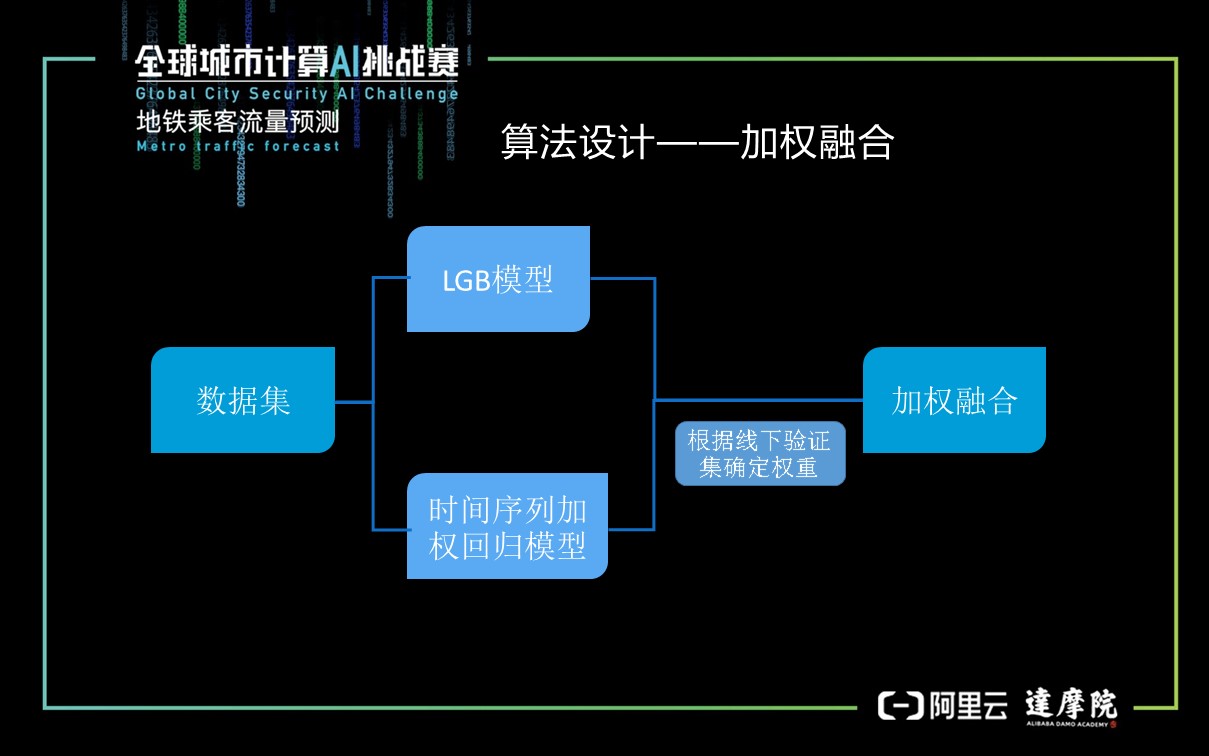 全球城市计算AI挑战赛
Global City Security AI Challenge
地铁乘客流量预测
Metro traffic forecast
算法设计——加权融合
LGB模型
数据集
加权融合
根据线下验证
集确定权重
时间序列加
权回归模型
阿里云
達摩院
ALIBABA DAMO ACADEMY